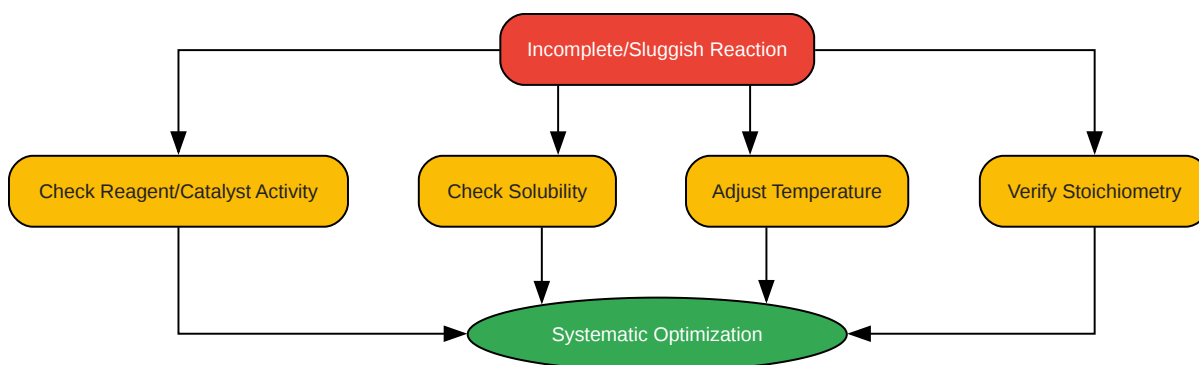 Incomplete/Sluggish Reaction
Check Reagent/Catalyst Activity
Check Solubility
Adjust Temperature
Verify Stoichiometry
Systematic Optimization